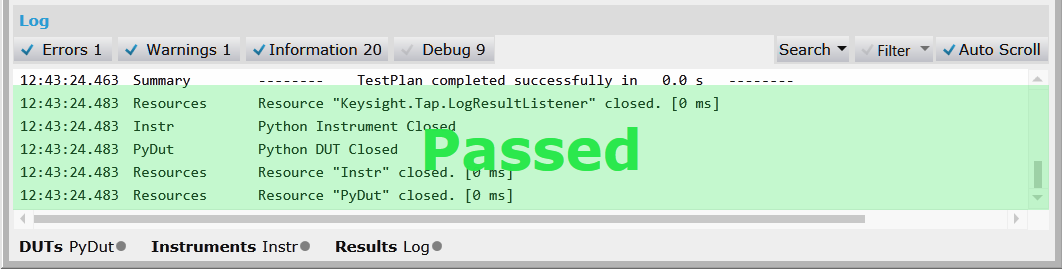 Log
Errors 1 Warnings 1 Information 20 Debug 9 Search Filter Auto Scroll
12:43:24.463 Summary -------- TestPlan completed successfully in 0.0 s --------
12:43:24.483 Resources Resource "Keysight.Tap.LogResultListener" closed. [0 ms]
12:43:24.483 Instr Python Instrument Closed
12:43:24.483 PyDut Python DUT Closed
Passed
12:43:24.483 Resources Resource "Instr" closed. [0 ms]
12:43:24.483 Resources Resource "PyDut" closed. [0 ms]
DUTs PyDut Instruments Instr Results Log